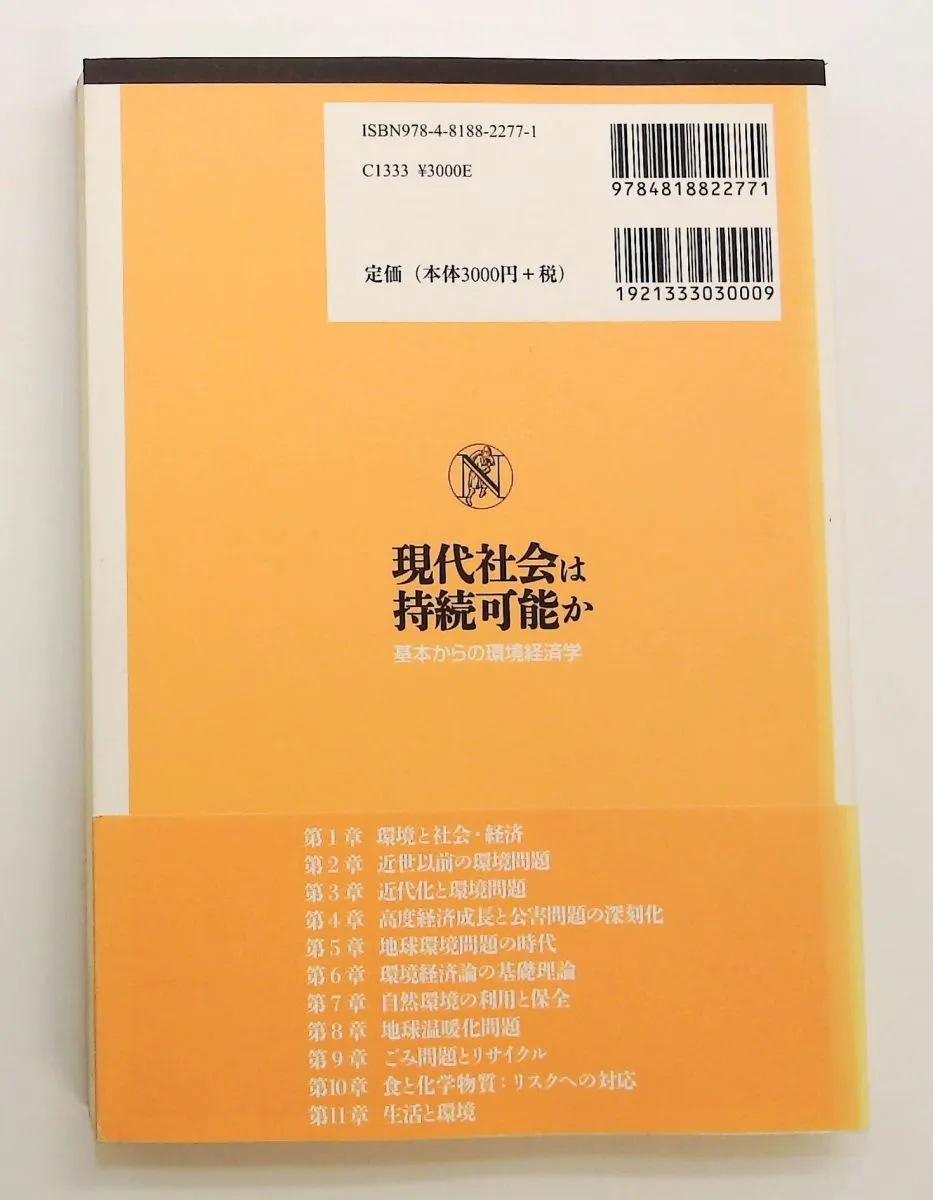 ISBN978-4-8188-2277-1
C1333 ¥3000E
9784818822771
定価（本体3000円＋税）
1921333030009
N
現代社会は
持続可能か
基本からの環境経済学
第1章 環境と社会・経済
第2章 近世以前の環境問題
第3章 近代化と環境問題
第4章 高度経済成長と公害問題の深刻化
第5章 地球環境問題の時代
第6章 環境経済論の基礎理論
第7章 自然環境の利用と保全
第8章 地球温暖化問題
第9章 ごみ問題とリサイクル
第10章 食と化学物質：リスクへの対応
第11章 生活と環境